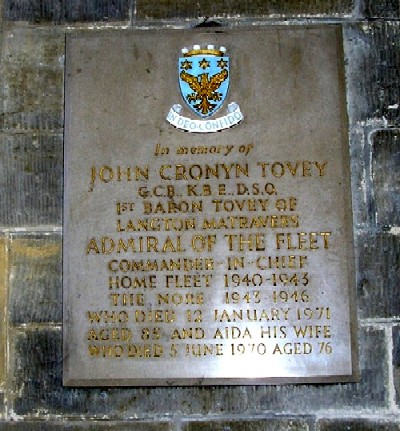 IN DEO CONFIDO
In memory of
JOHN CRONYN TOVEY
G.C.B. K.B.E. D.S.O.
1ST BARON TOVEY OF
LANGTON MATRAVERS
ADMIRAL OF THE FLEET
COMMANDER-IN-CHIEF
HOME FLEET 1940-1943
THE NORE 1943-1946
WHO DIED 12 JANUARY 1971
AGED 85 AND AIDA HIS WIFE
WHO DIED 5 JUNE 1970 AGED 76